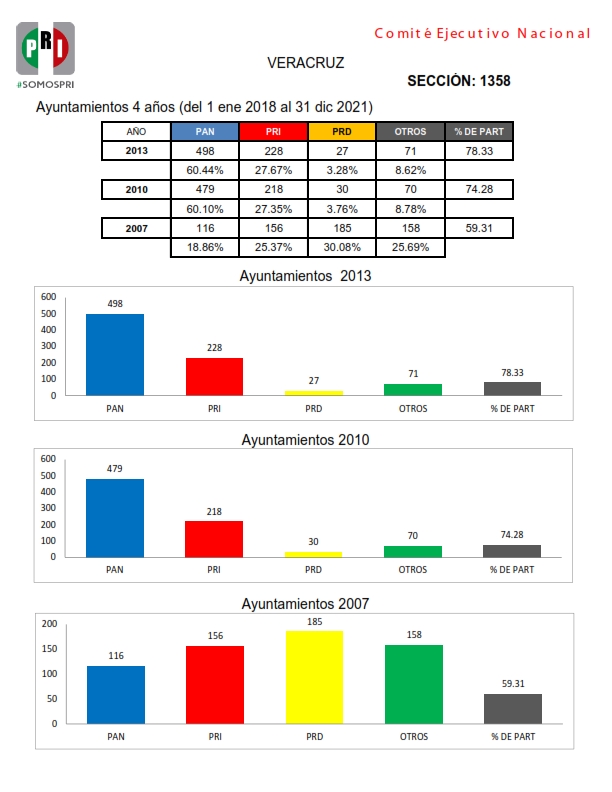 Comité Ejecutivo Nacional
PRI
#SOMOSPRI
VERACRUZ
SECCIÓN: 1358
Ayuntamientos 4 años (del 1 ene 2018 al 31 dic 2021)
AÑO PAN PRI PRD OTROS % DE PART
2013 498 228 27 71 78.33
60.44% 27.67% 3.28% 8.62%
2010 479 218 30 70 74.28
60.10% 27.35% 3.76% 8.78%
2007 116 156 185 158 59.31
18.86% 25.37% 30.08% 25.69%
Ayuntamientos 2013
600
500
400
300
200
100
0
498 228 27 71 78.33
PAN PRI PRD OTROS % DE PART
Ayuntamientos 2010
600
500
400
300
200
100
0
479 218 30 70 74.28
PAN PRI PRD OTROS % DE PART
Ayuntamientos 2007
200
150
100
50
0
116 156 185 158 59.31
PAN PRI PRD OTROS % DE PART